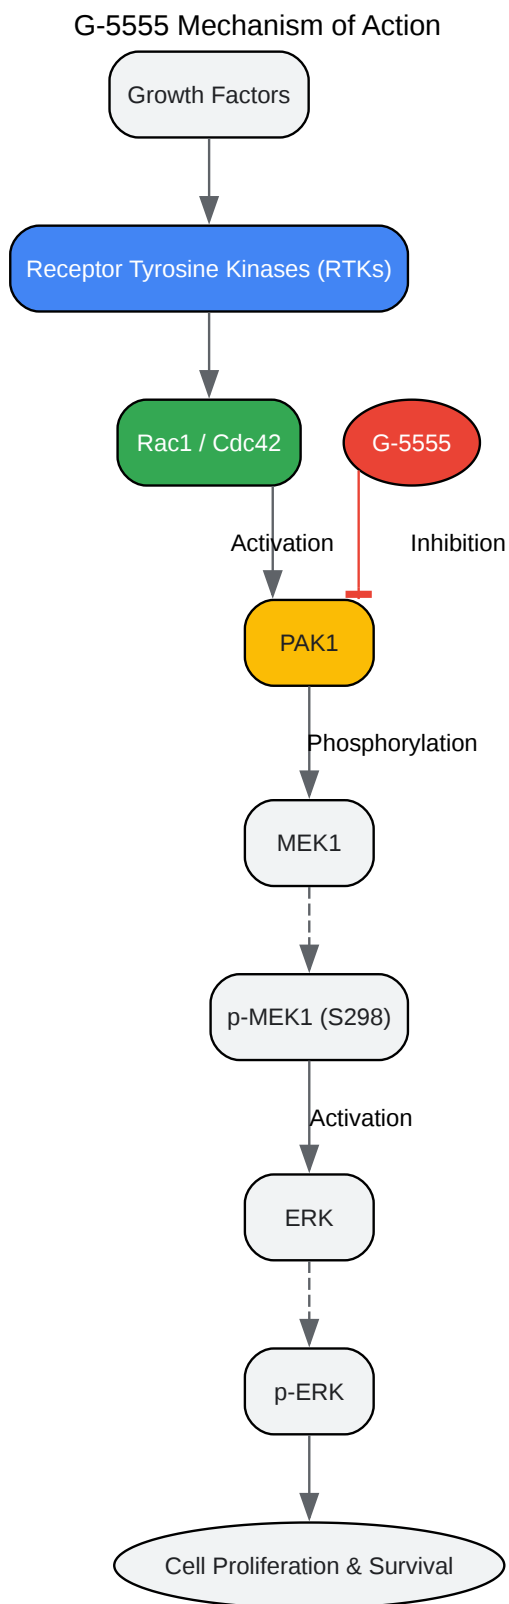 G-5555 Mechanism of Action
Growth Factors
Receptor Tyrosine Kinases (RTKs)
Rac1 / Cdc42
G-5555
Activation
Inhibition
PAK1
Phosphorylation
MEK1
p-MEK1 (S298)
Activation
ERK
p-ERK
Cell Proliferation & Survival